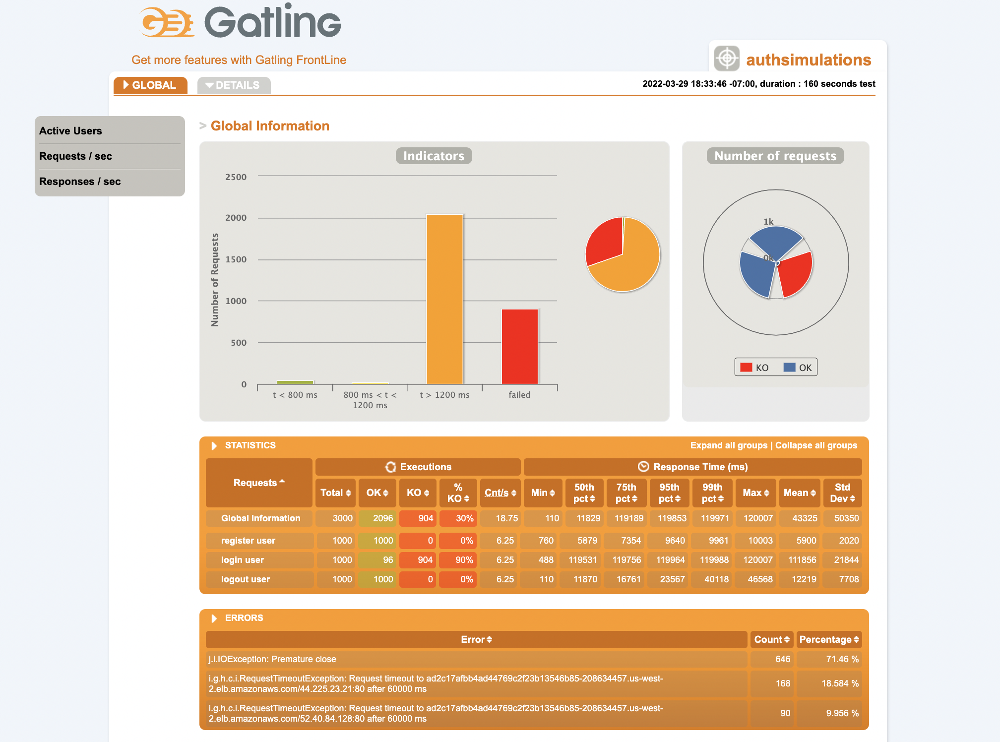 Gatling
Get more features with Gatling FrontLine
authsimulations
GLOBAL
DETAILS
2022-03-29 18:33:46 -07:00, duration : 160 seconds test
Active Users
Requests / sec
Responses / sec
> Global Information
Indicators
Number of Requests
2500
2000
1500
1000
500
0
t < 800 ms
800 ms < t <
1200 ms
t > 1200 ms
failed
Number of requests
1k
0k
KO OK
STATISTICS
Expand all groups | Collapse all groups
Requests
Executions
Response Time (ms)
Total OK KO % KO Cnt/s Min 50th pct 75th pct 95th pct 99th pct Max Mean Std Dev
Global Information 3000 2096 904 30% 18.75 110 11829 119189 119853 119971 120007 43325 50350
register user 1000 1000 0 0% 6.25 760 5879 7354 9640 9961 10003 5900 2020
login user 1000 96 904 90% 6.25 488 119531 119756 119964 119988 120007 111856 21844
logout user 1000 1000 0 0% 6.25 110 11870 16761 23567 40118 46568 12219 7708
ERRORS
Error Count Percentage
j.i.IOException: Premature close 646 71.46 %
i.g.h.c.i.RequestTimeoutException: Request timeout to ad2c17afbb4ad44769c2f23b13546b85-208634457.us-west-
2.elb.amazonaws.com/44.225.23.21:80 after 60000 ms 168 18.584 %
i.g.h.c.i.RequestTimeoutException: Request timeout to ad2c17afbb4ad44769c2f23b13546b85-208634457.us-west-
2.elb.amazonaws.com/52.40.84.128:80 after 60000 ms 90 9.956 %